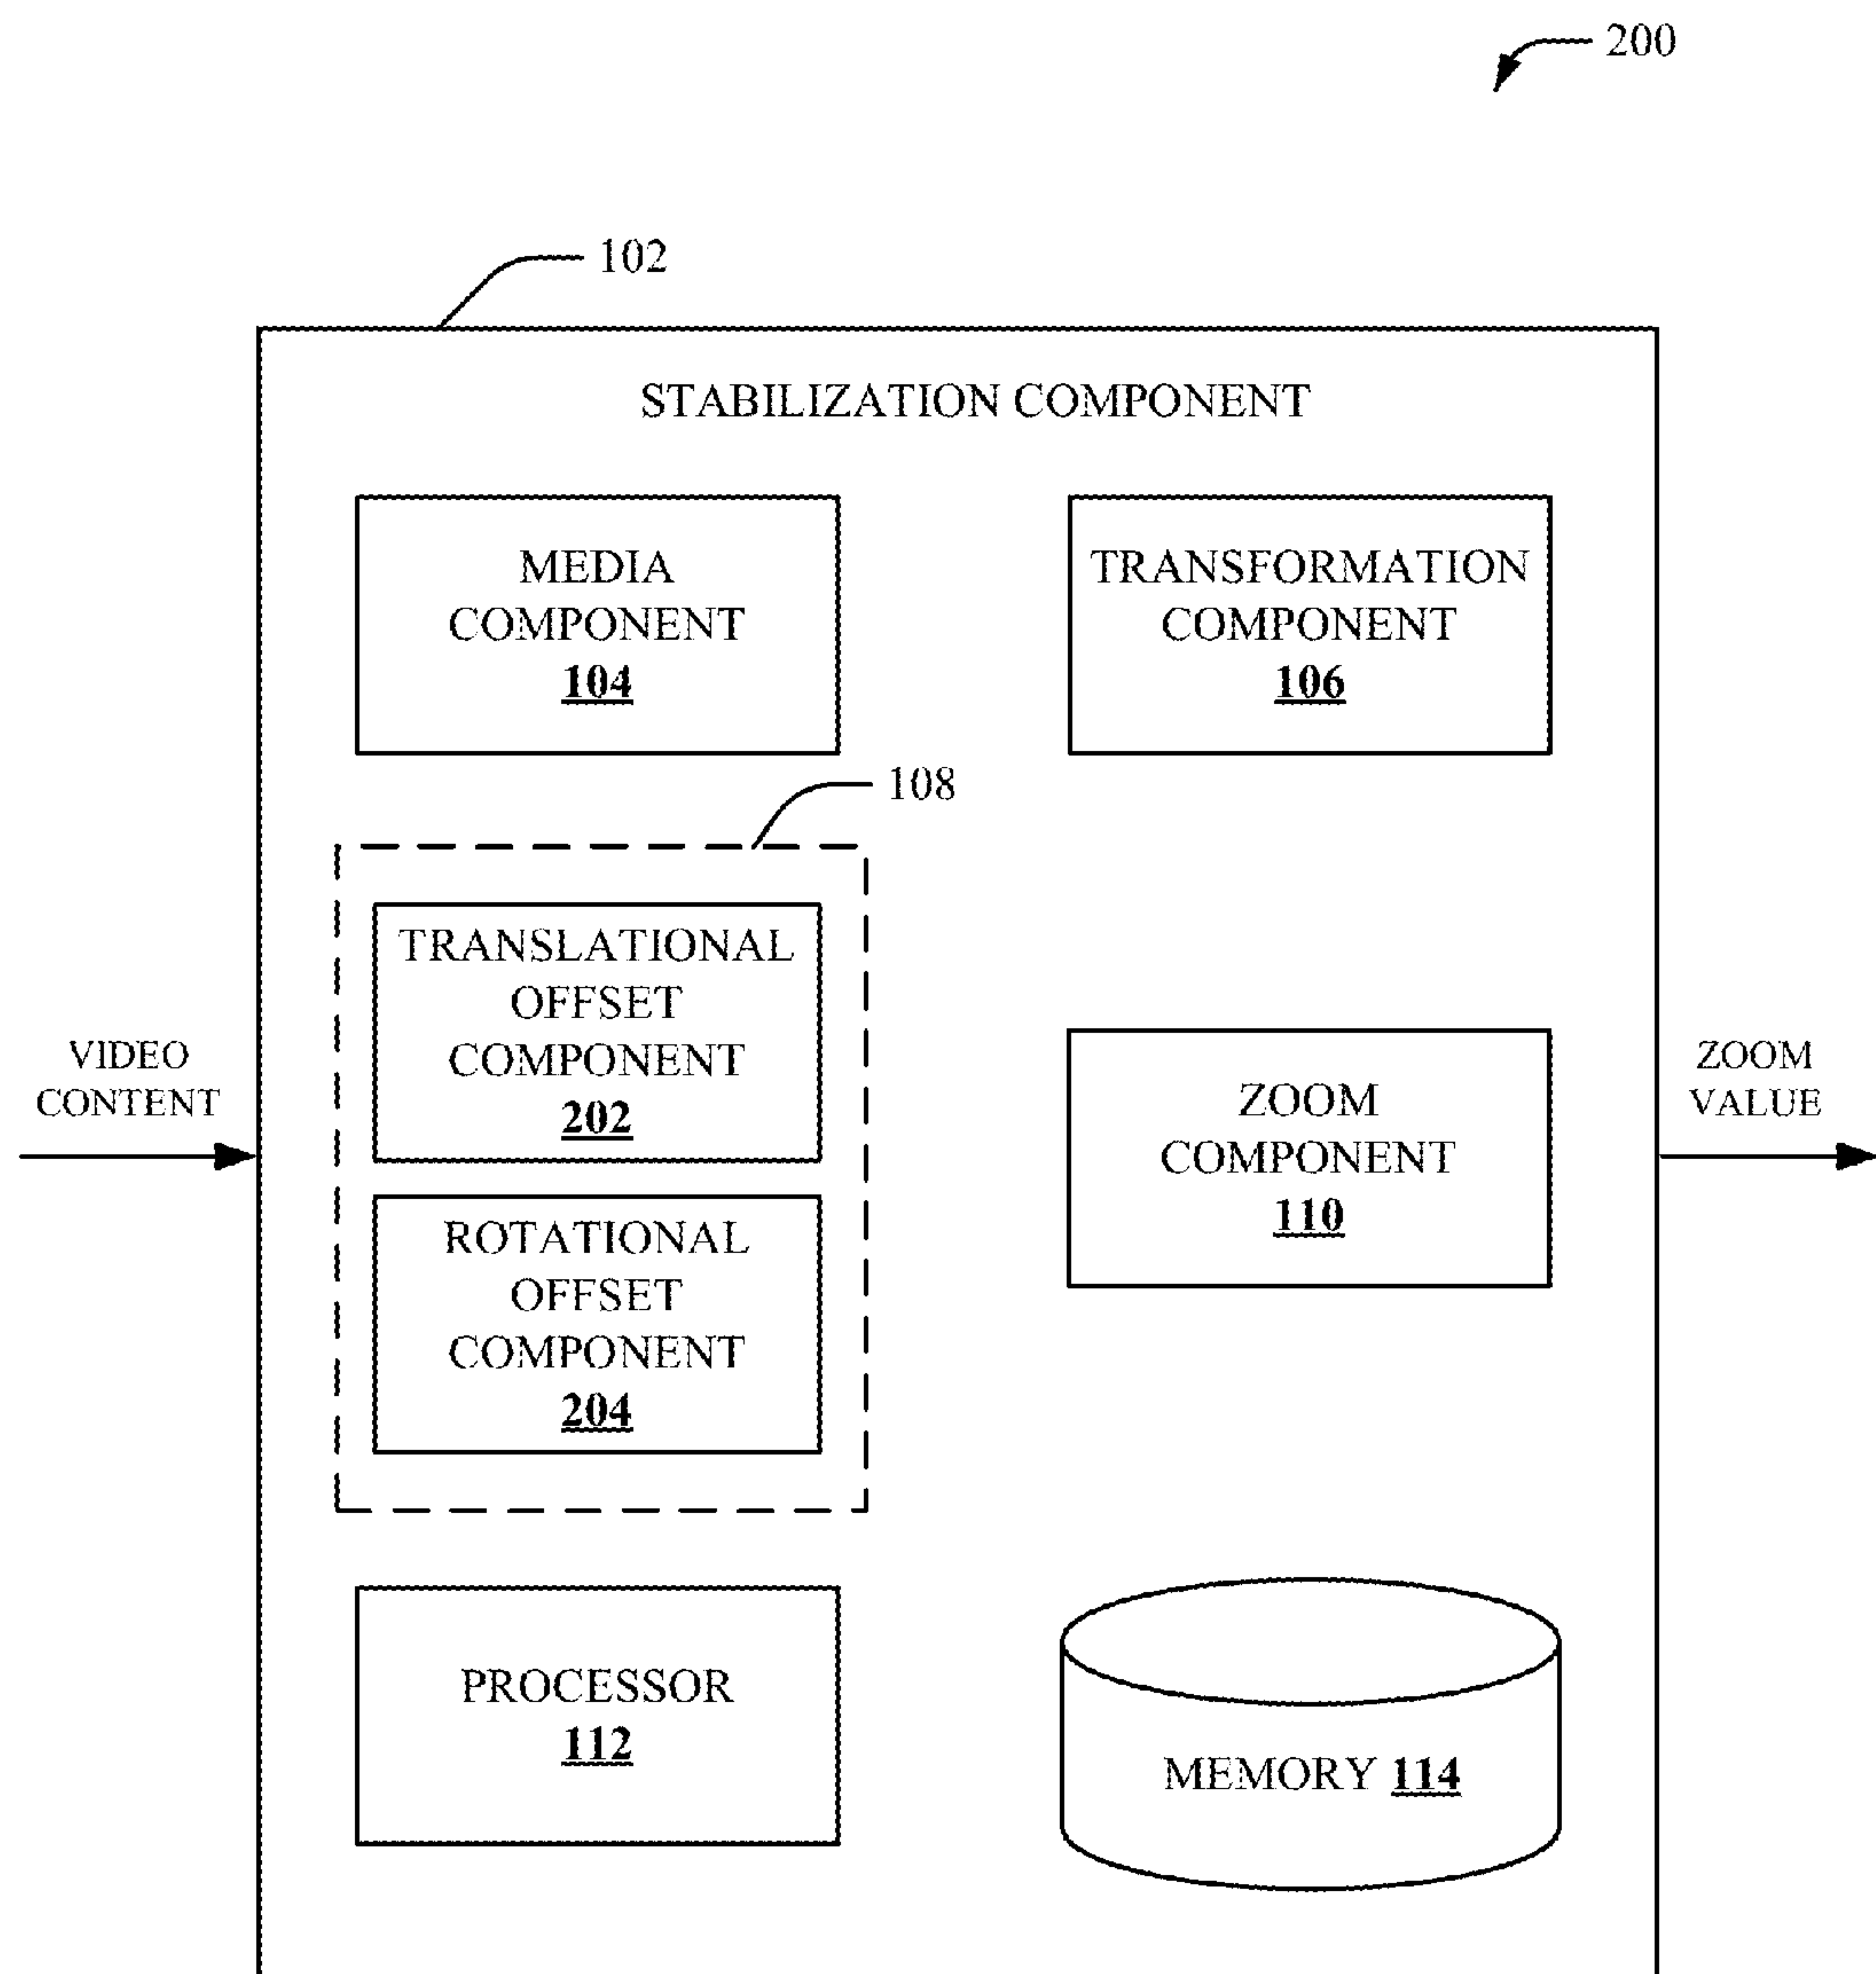 200
102
STABILIZATION COMPONENT
MEDIA
COMPONENT
104
TRANSFORMATION
COMPONENT
106
108
TRANSLATIONAL
OFFSET
COMPONENT
202
ROTATIONAL
OFFSET
COMPONENT
204
VIDEO
CONTENT
ZOOM
COMPONENT
110
ZOOM
VALUE
PROCESSOR
112
MEMORY 114